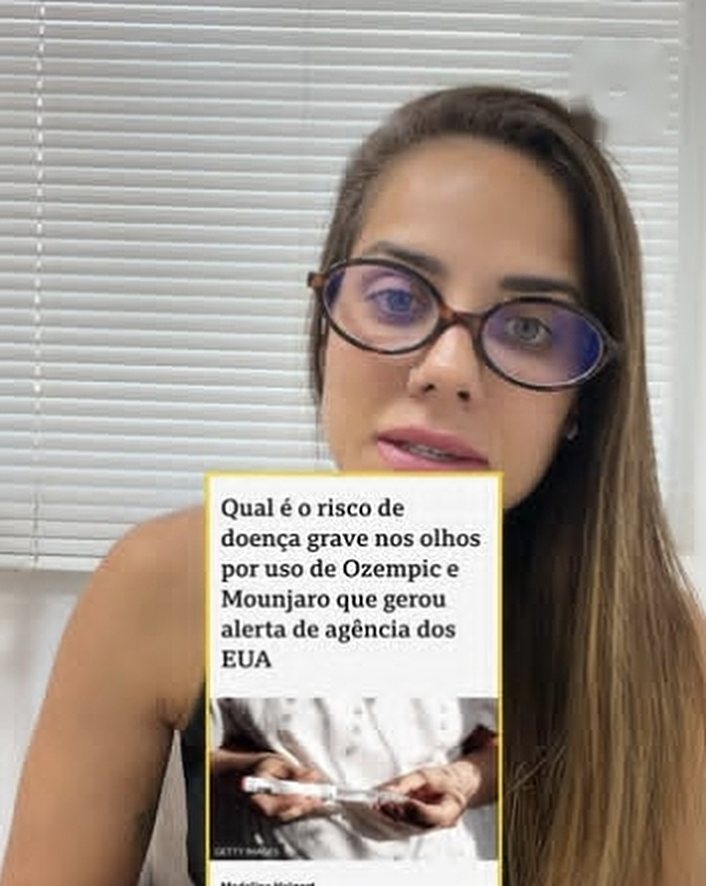 Qual é o risco de
doença grave nos olhos
por uso de Ozempic e
Mounjaro que gerou
alerta de agência dos
EUA
GETTY IMAGES